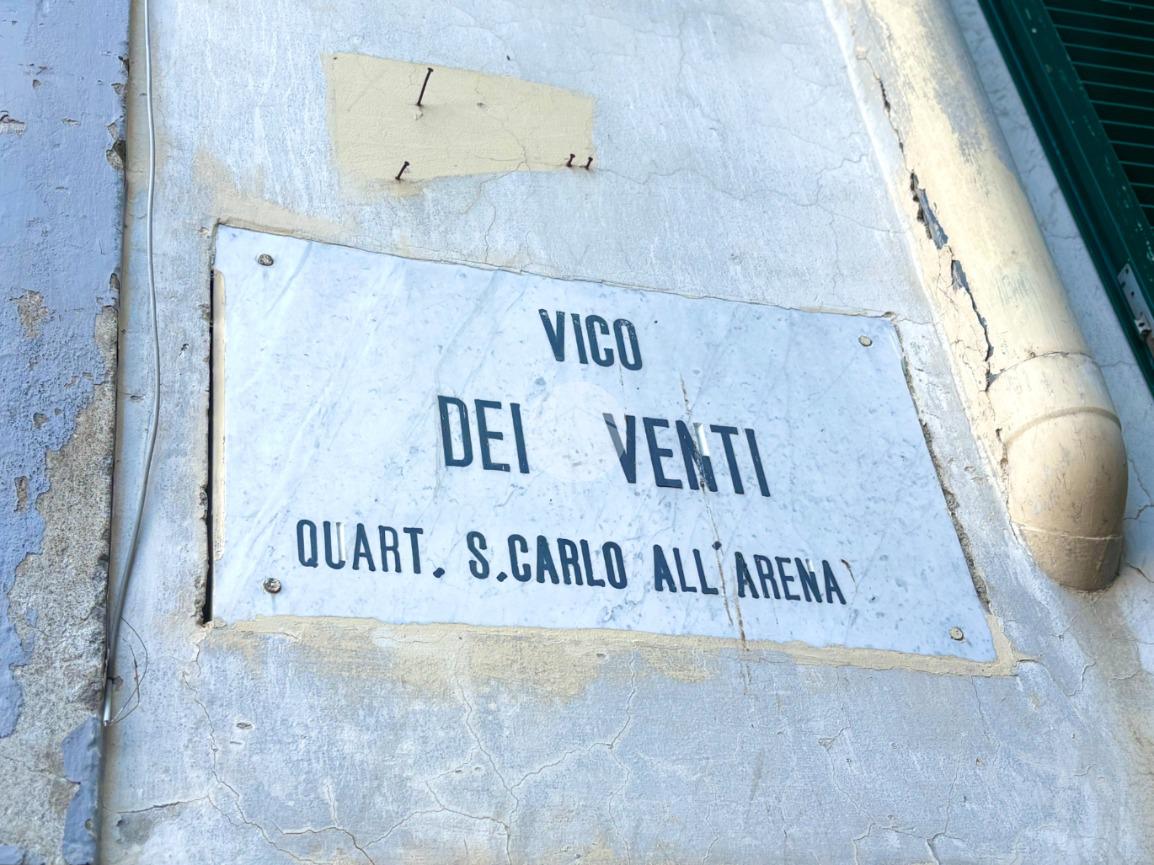 VICO
DEI VENTI
QUART. S.CARLO ALL'ARENA